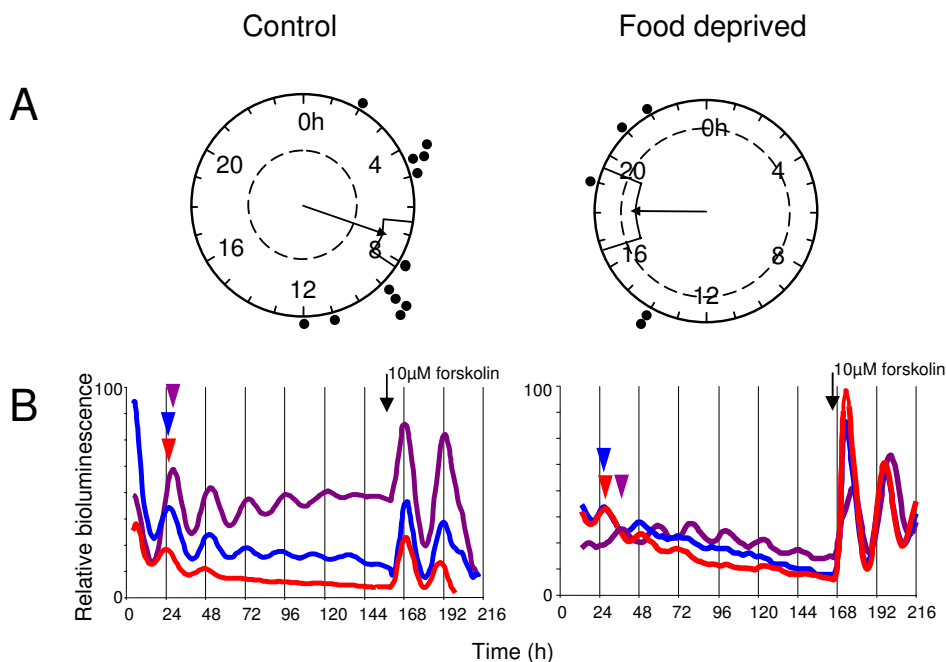 Control
Food deprived
A
0h
4
8
12
16
20
0h
4
8
12
16
20
B
Relative bioluminescence
100
0
10µM forskolin
0 24 48 72 96 120 144 168 192 216
100
0
10µM forskolin
0 24 48 72 96 120 144 168 192 216
Time (h)